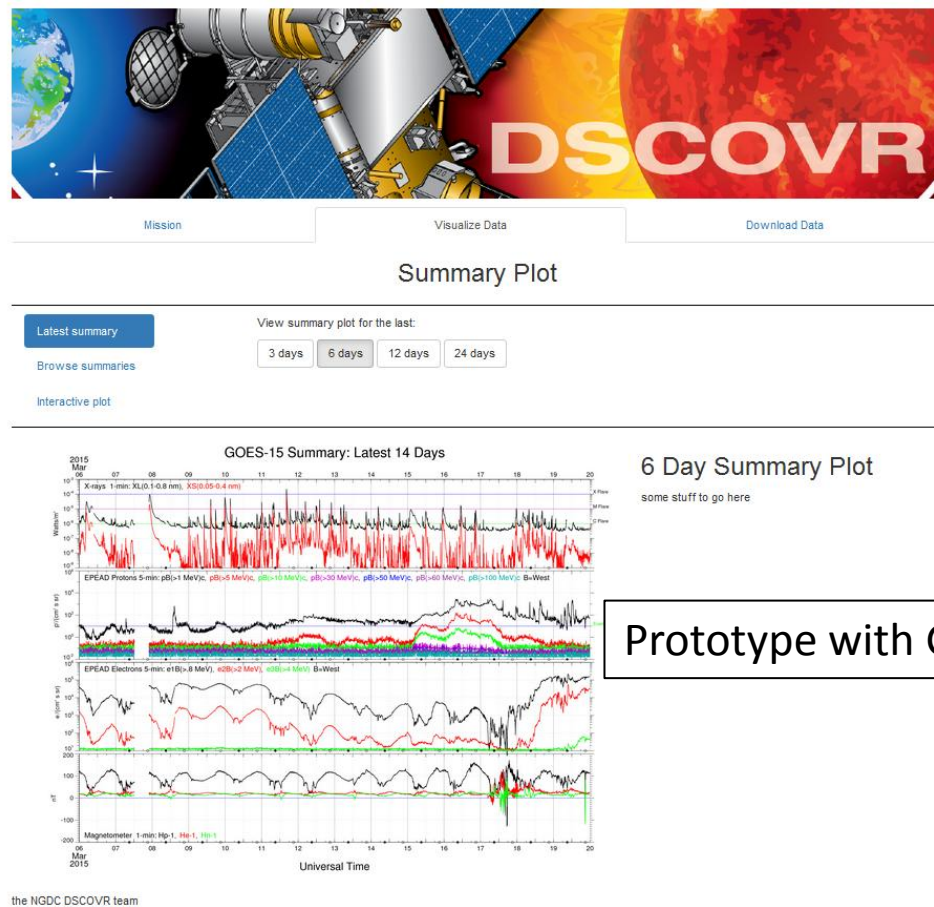 DSCOVR
Mission Visualize Data Download Data
Summary Plot
Latest summary
Browse summaries
Interactive plot
View summary plot for the last:
3 days 6 days 12 days 24 days
GOES-15 Summary: Latest 14 Days
2015
Mar
06 07 08 09 10 11 12 13 14 15 16 17 18 19 20
X-rays 1-min: XL(0.1-0.8 nm), XS(0.05-0.4 nm)
X Flare
M Flare
C Flare
EPEAD Protons 5-min: pB(>1 MeV)c, pB(>5 MeV)c, pB(>10 MeV)c, pB(>30 MeV)c, pB(>50 MeV)c, pB(>60 MeV)c, pB(>100 MeV)c B=West
EPEAD Electrons 5-min: e1B(>.8 MeV), e2B(>2 MeV), e3B(>4 MeV) B=West
200
100
0
-100
-200
nT
Magnetometer 1-min: Hp-1, He-1, Hn-1
06 07 08 09 10 11 12 13 14 15 16 17 18 19 20
Mar
2015
Universal Time
6 Day Summary Plot
some stuff to go here
Prototype with
the NGDC DSCOVR team